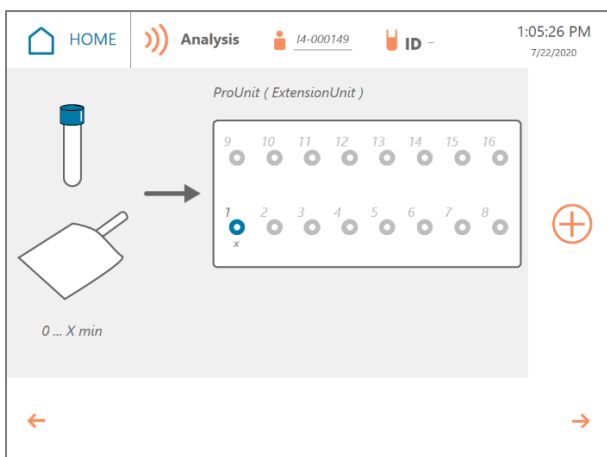 HOME
Analysis
I4-000149
ID –
1:05:26 PM
7/22/2020
ProUnit ( ExtensionUnit )
9 10 11 12 13 14 15 16
1 2 3 4 5 6 7 8
x
0 ... X min